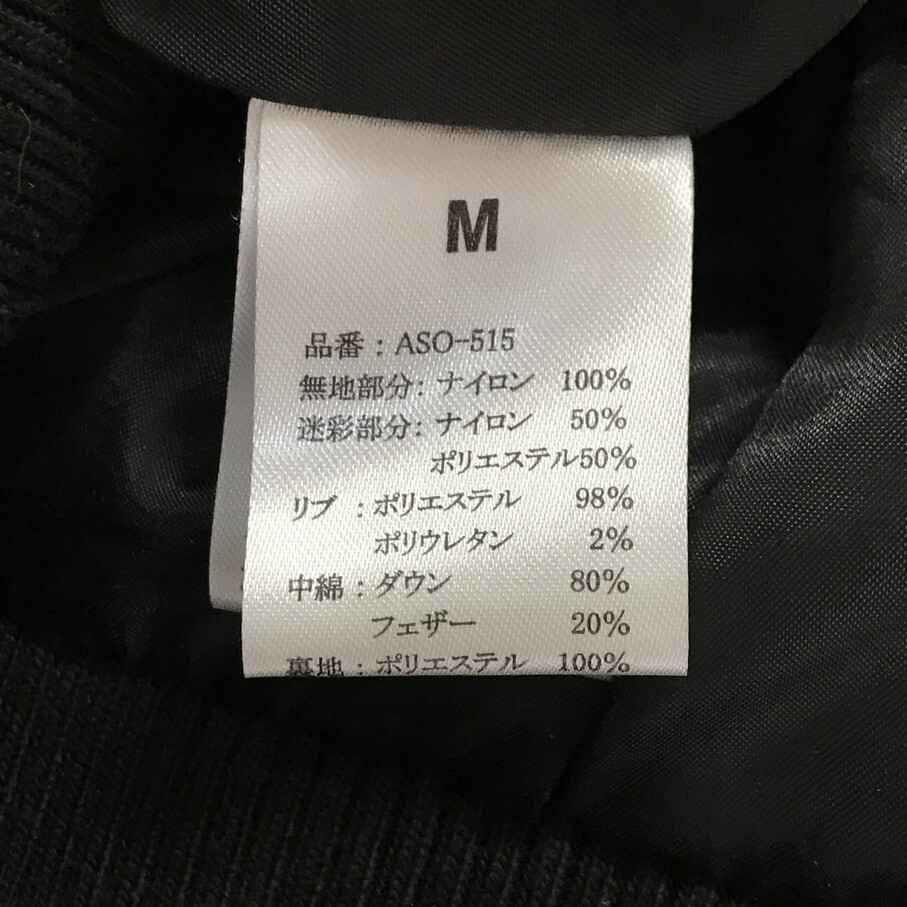 M
品番 : ASO-515
無地部分: ナイロン 100%
迷彩部分: ナイロン 50%
ポリエステル50%
リブ : ポリエステル 98%
ポリウレタン 2%
中綿 : ダウン 80%
フェザー 20%
裏地 : ポリエステル 100%